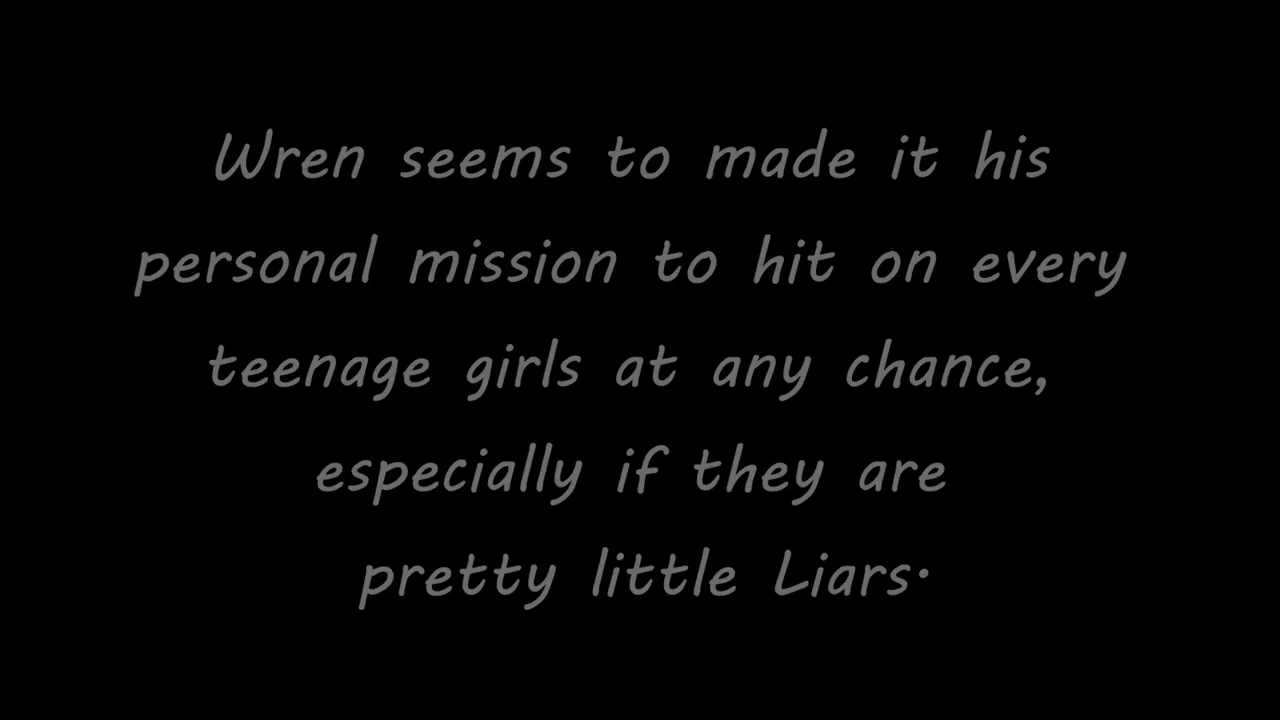 Wren seems to made it his
personal mission to hit on every
teenage girls at any chance,
especially if they are
pretty little Liars.